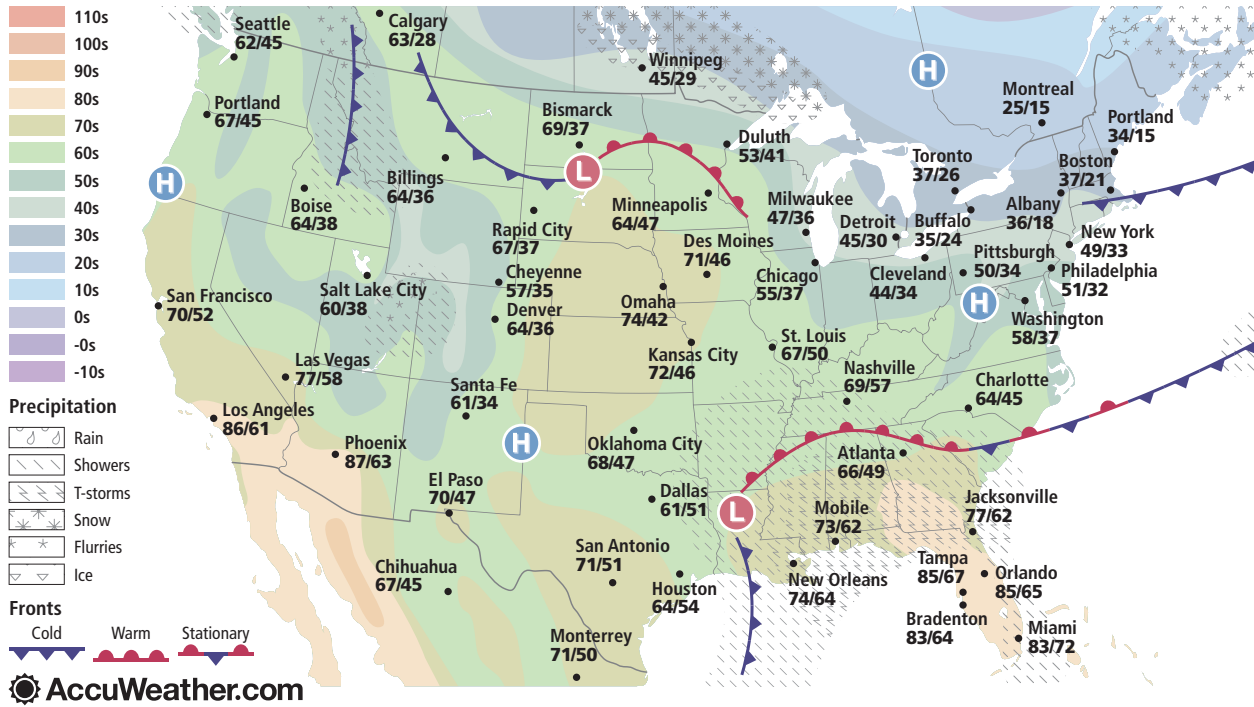 110s
100s
90s
80s
70s
60s
50s
40s
30s
20s
10s
0s
-0s
-10s
Precipitation
Rain
Showers
T-storms
Snow
Flurries
Ice
Fronts
Cold
Warm
Stationary
AccuWeather.com
Seattle
62/45
Calgary
63/28
Winnipeg
45/29
H
Montreal
25/15
Portland
67/45
Bismarck
69/37
Duluth
53/41
Portland
34/15
Toronto
37/26
Boston
37/21
H
Billings
64/36
L
Boise
64/38
Minneapolis
64/47
Milwaukee
47/36
Detroit
45/30
Buffalo
35/24
Albany
36/18
Rapid City
67/37
Des Moines
71/46
New York
49/33
Pittsburgh
50/34
Philadelphia
51/32
Chicago
55/37
Cleveland
44/34
Cheyenne
57/35
Salt Lake City
60/38
San Francisco
70/52
Omaha
74/42
H
Denver
64/36
Washington
58/37
St. Louis
67/50
Kansas City
72/46
Las Vegas
77/58
Nashville
69/57
Santa Fe
61/34
Charlotte
64/45
Los Angeles
86/61
Phoenix
87/63
H
Oklahoma City
68/47
Atlanta
66/49
El Paso
70/47
Dallas
61/51
L
Mobile
73/62
Jacksonville
77/62
San Antonio
71/51
Chihuahua
67/45
Houston
64/54
New Orleans
74/64
Tampa
85/67
Orlando
85/65
Bradenton
83/64
Miami
83/72
Monterrey
71/50